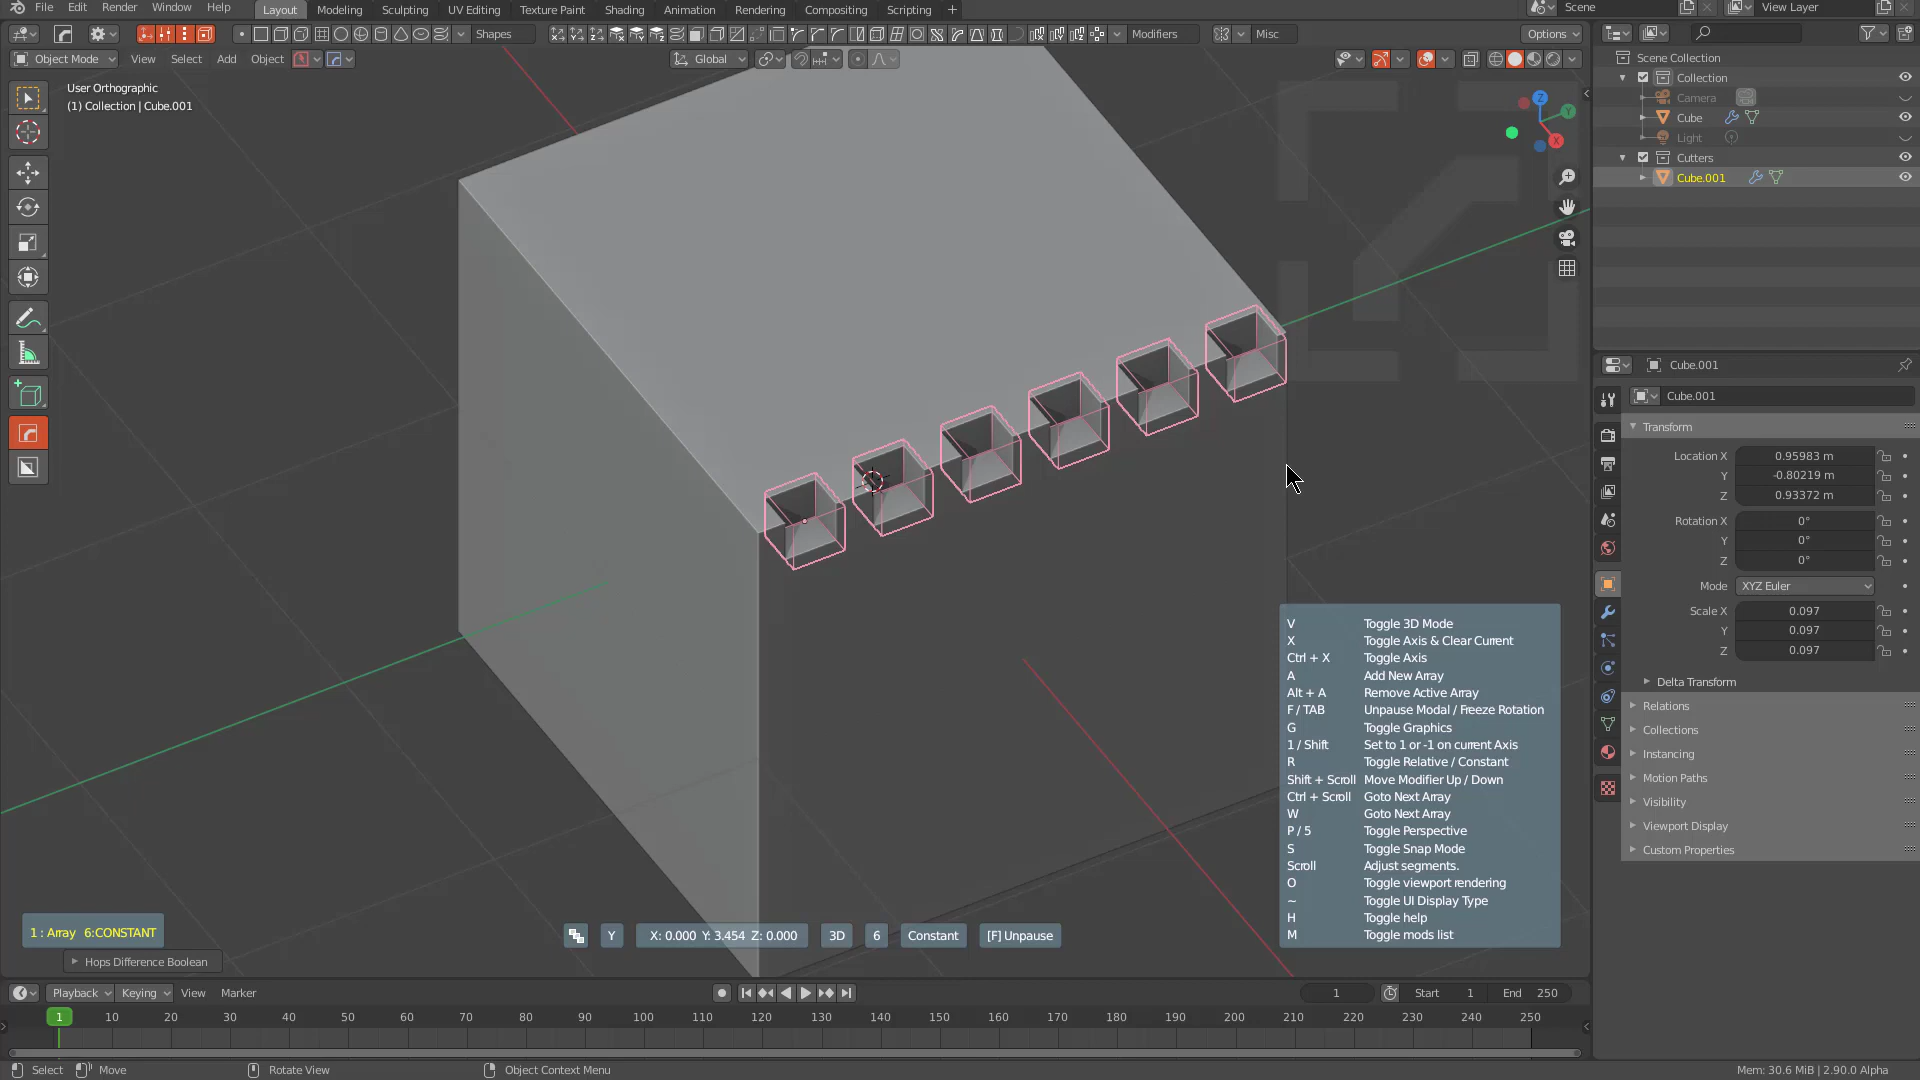 File Edit Render Window Help Layout Modeling Sculpting UV Editing Texture Paint Shading Animation Rendering Compositing Scripting + Scene View Layer
Shapes Modifiers Misc Options
Object Mode View Select Add Object Global
User Orthographic
(1) Collection | Cube.001
Z
Y
X
Scene Collection
Collection
Camera
Cube
Light
Cutters
Cube.001
Cube.001
Cube.001
Transform
Location X 0.95983 m
Y -0.80219 m
Z 0.93372 m
Rotation X 0°
Y 0°
Z 0°
Mode XYZ Euler
Scale X 0.097
Y 0.097
Z 0.097
Delta Transform
Relations
Collections
Instancing
Motion Paths
Visibility
Viewport Display
Custom Properties
V Toggle 3D Mode
X Toggle Axis & Clear Current
Ctrl + X Toggle Axis
A Add New Array
Alt + A Remove Active Array
F / TAB Unpause Modal / Freeze Rotation
G Toggle Graphics
1 / Shift Set to 1 or -1 on current Axis
R Toggle Relative / Constant
Shift + Scroll Move Modifier Up / Down
Ctrl + Scroll Goto Next Array
W Goto Next Array
P / 5 Toggle Perspective
S Toggle Snap Mode
Scroll Adjust segments.
O Toggle viewport rendering
~ Toggle UI Display Type
H Toggle help
M Toggle mods list
1 : Array 6:CONSTANT
Y X: 0.000 Y: 3.454 Z: 0.000 3D 6 Constant [F] Unpause
Hops Difference Boolean
Playback Keying View Marker 1 Start 1 End 250
1 10 20 30 40 50 60 70 80 90 100 110 120 130 140 150 160 170 180 190 200 210 220 230 240 250
Select Move Rotate View Object Context Menu Mem: 30.6 MiB | 2.90.0 Alpha